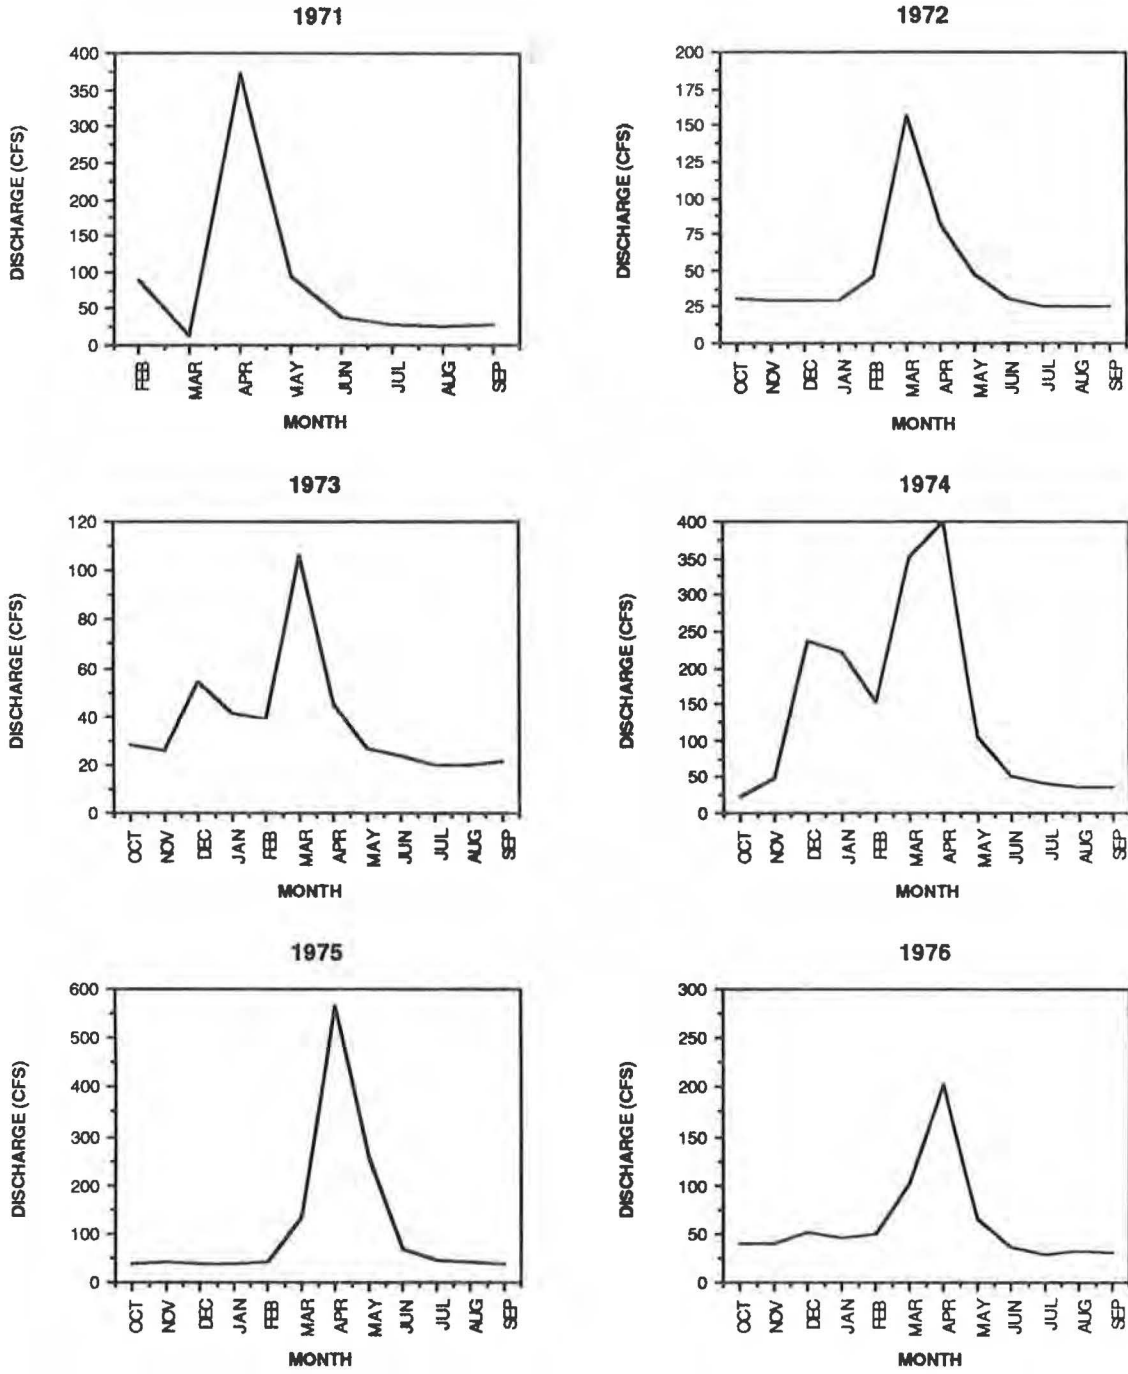 1971
DISCHARGE (CFS)
400
350
300
250
200
150
100
50
0
FEB
MAR
APR
MAY
JUN
JUL
AUG
SEP
MONTH
1972
DISCHARGE (CFS)
200
175
150
125
100
75
50
25
0
OCT
NOV
DEC
JAN
FEB
MAR
APR
MAY
JUN
JUL
AUG
SEP
MONTH
1973
DISCHARGE (CFS)
120
100
80
60
40
20
0
OCT
NOV
DEC
JAN
FEB
MAR
APR
MAY
JUN
JUL
AUG
SEP
MONTH
1974
DISCHARGE (CFS)
400
350
300
250
200
150
100
50
0
OCT
NOV
DEC
JAN
FEB
MAR
APR
MAY
JUN
JUL
AUG
SEP
MONTH
1975
DISCHARGE (CFS)
600
500
400
300
200
100
0
OCT
NOV
DEC
JAN
FEB
MAR
APR
MAY
JUN
JUL
AUG
SEP
MONTH
1976
DISCHARGE (CFS)
300
250
200
150
100
50
0
OCT
NOV
DEC
JAN
FEB
MAR
APR
MAY
JUN
JUL
AUG
SEP
MONTH